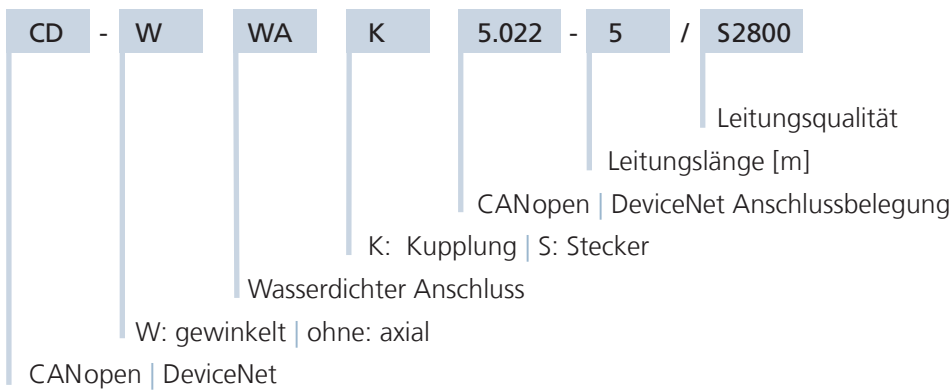 CD - W WA K 5.022 - 5 / S2800
Leitungsqualität
Leitungslänge [m]
CANopen | DeviceNet Anschlussbelegung
K: Kupplung | S: Stecker
Wasserdichter Anschluss
W: gewinkelt | ohne: axial
CANopen | DeviceNet